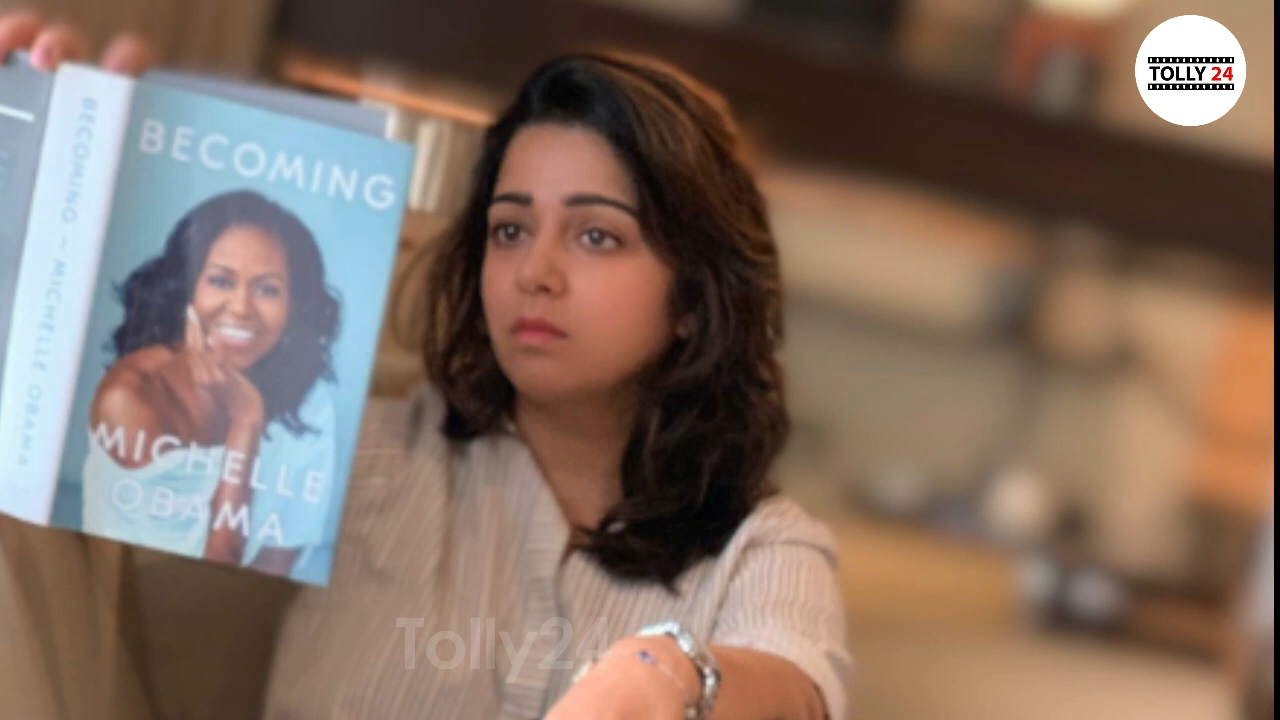 BECOMING
MICHELLE
OBAMA
BECOMING – MICHELLE OBAMA
TOLLY 24
Tolly24